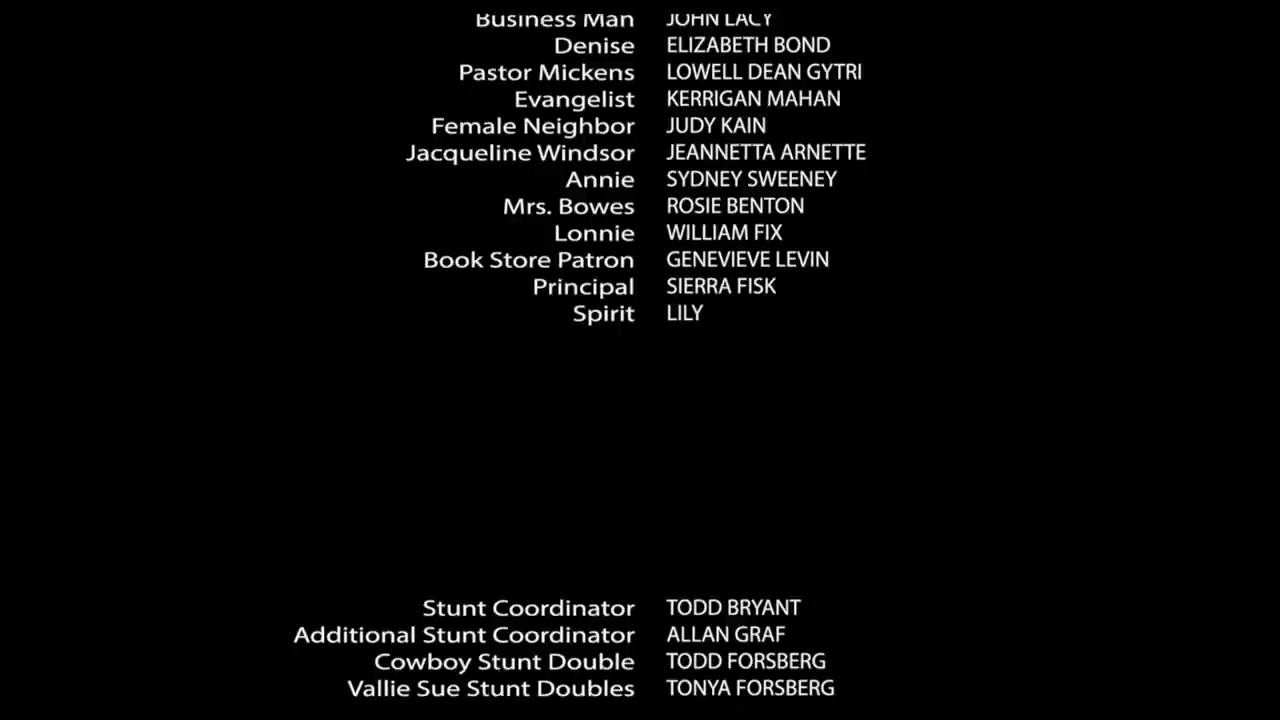 Business Man JOHN LACY
Denise ELIZABETH BOND
Pastor Mickens LOWELL DEAN GYTRI
Evangelist KERRIGAN MAHAN
Female Neighbor JUDY KAIN
Jacqueline Windsor JEANNETTA ARNETTE
Annie SYDNEY SWEENEY
Mrs. Bowes ROSIE BENTON
Lonnie WILLIAM FIX
Book Store Patron GENEVIEVE LEVIN
Principal SIERRA FISK
Spirit LILY
Stunt Coordinator TODD BRYANT
Additional Stunt Coordinator ALLAN GRAF
Cowboy Stunt Double TODD FORSBERG
Vallie Sue Stunt Doubles TONYA FORSBERG